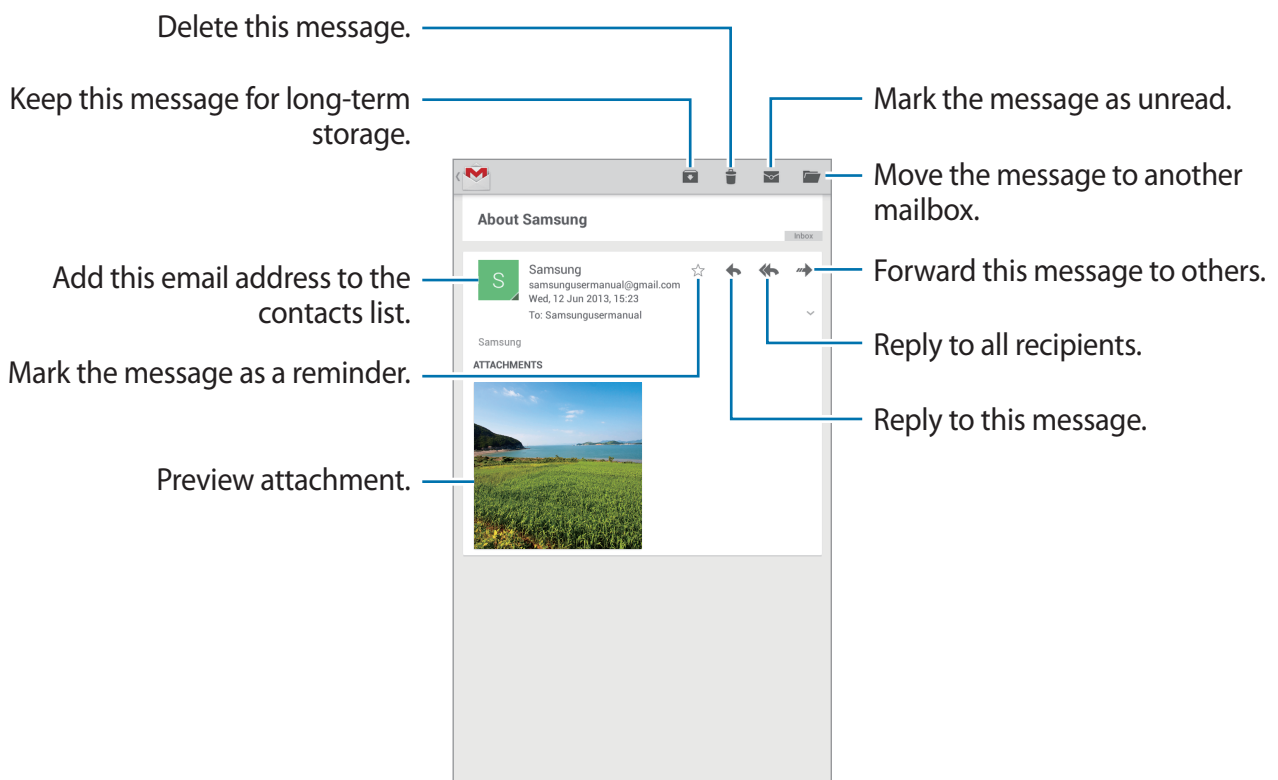 Delete this message.
Keep this message for long-term
storage.
Mark the message as unread.
Move the message to another
mailbox.
About Samsung
Inbox
Add this email address to the
contacts list.
S
Samsung
samsungusermanual@gmail.com
Wed, 12 Jun 2013, 15:23
To: Samsungusermanual
Forward this message to others.
Samsung
Reply to all recipients.
ATTACHMENTS
Mark the message as a reminder.
Reply to this message.
Preview attachment.